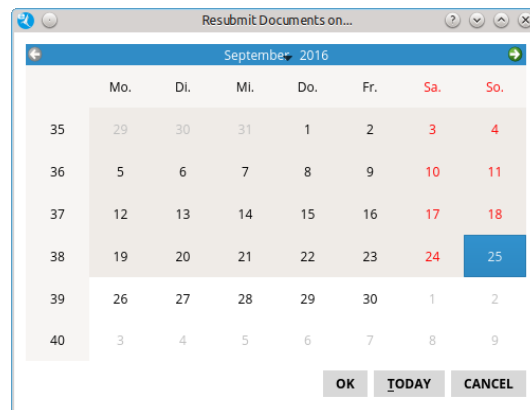 Resubmit Documents on...
September 2016
Mo. Di. Mi. Do. Fr. Sa. So.
35 29 30 31 1 2 3 4
36 5 6 7 8 9 10 11
37 12 13 14 15 16 17 18
38 19 20 21 22 23 24 25
39 26 27 28 29 30 1 2
40 3 4 5 6 7 8 9
OK TODAY CANCEL